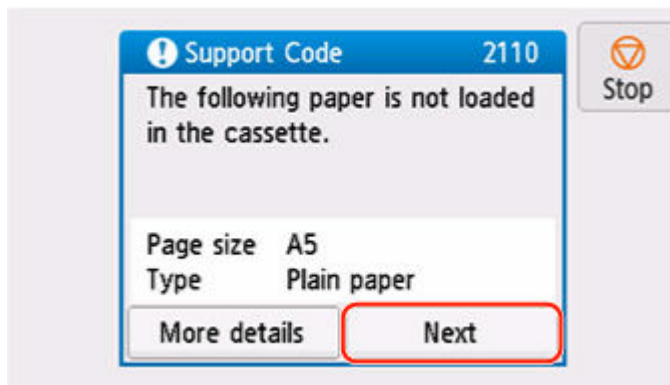 Support Code 2110
Stop
The following paper is not loaded
in the cassette.
Page size A5
Type Plain paper
More details Next